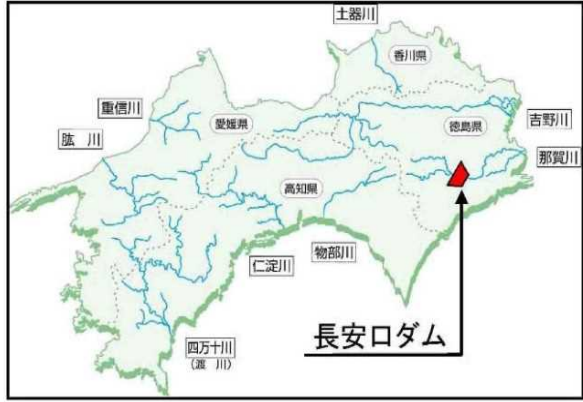 土器川
香川県
重信川
愛媛県
徳島県
吉野川
肱 川
那賀川
高知県
物部川
仁淀川
長安口ダム
四万十川
(渡 川)